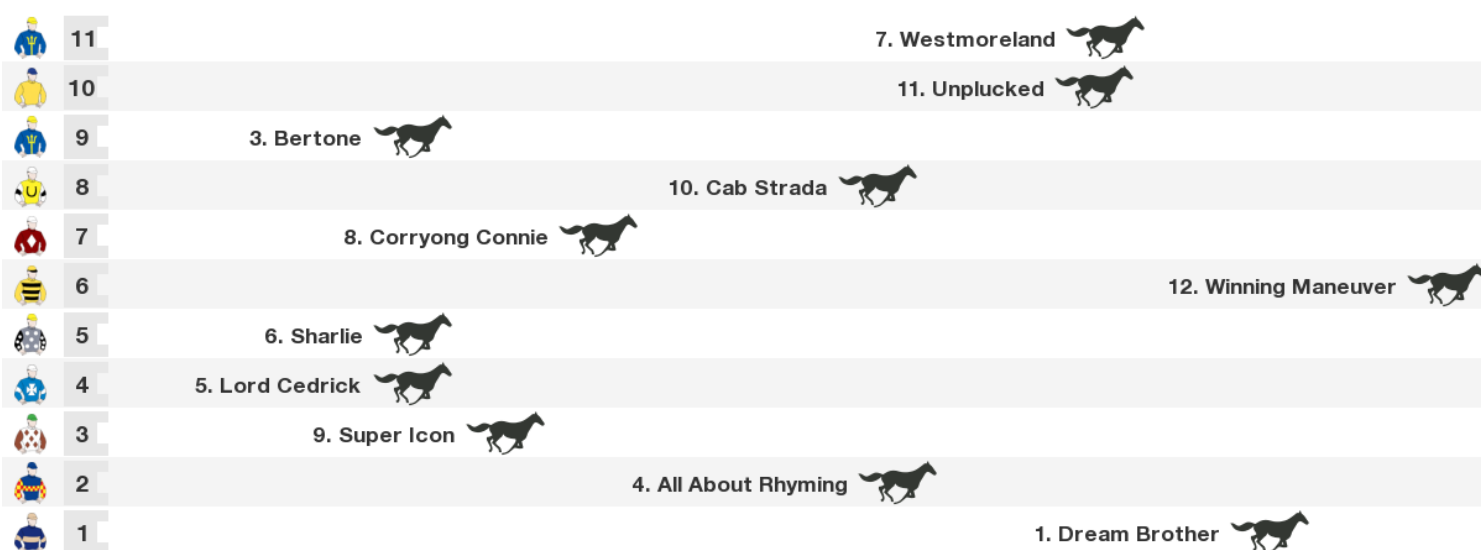 11 7. Westmoreland
10 11. Unplucked
9 3. Bertone
8 10. Cab Strada
7 8. Corryong Connie
6 12. Winning Maneuver
5 6. Sharlie
4 5. Lord Cedrick
3 9. Super Icon
2 4. All About Rhyming
1 1. Dream Brother